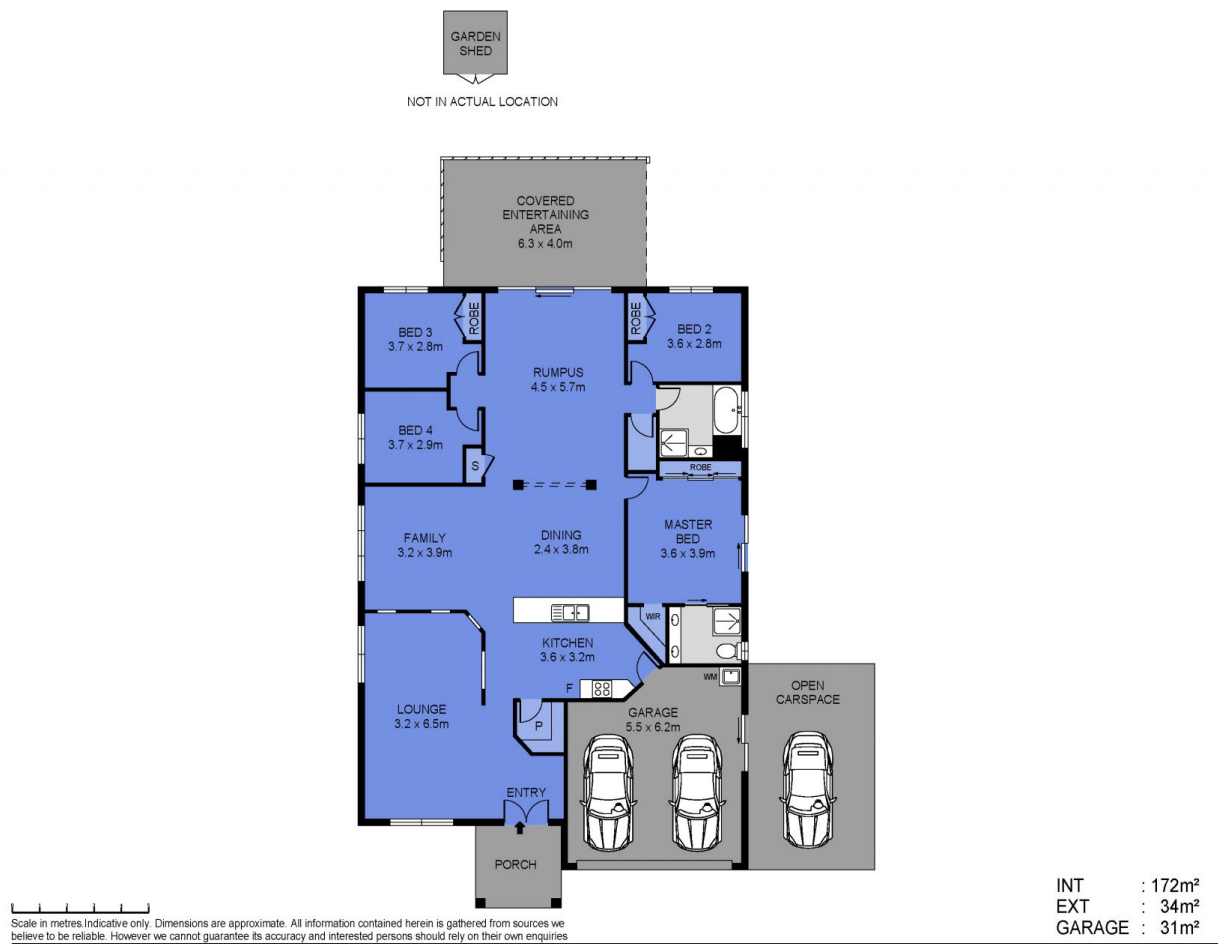 GARDEN
SHED
NOT IN ACTUAL LOCATION
COVERED
ENTERTAINING
AREA
6.3 x 4.0m
BED 3
3.7 x 2.8m
ROBE
RUMPUS
4.5 x 5.7m
ROBE
BED 2
3.6 x 2.8m
BED 4
3.7 x 2.9m
S
ROBE
FAMILY
3.2 x 3.9m
DINING
2.4 x 3.8m
MASTER
BED
3.6 x 3.9m
WIR
KITCHEN
3.6 x 3.2m
F
WM
LOUNGE
3.2 x 6.5m
P
GARAGE
5.5 x 6.2m
OPEN
CARSPACE
ENTRY
PORCH
Scale in metres.Indicative only. Dimensions are approximate. All information contained herein is gathered from sources we
believe to be reliable. However we cannot guarantee its accuracy and interested persons should rely on their own enquiries
INT : 172m²
EXT : 34m²
GARAGE : 31m²